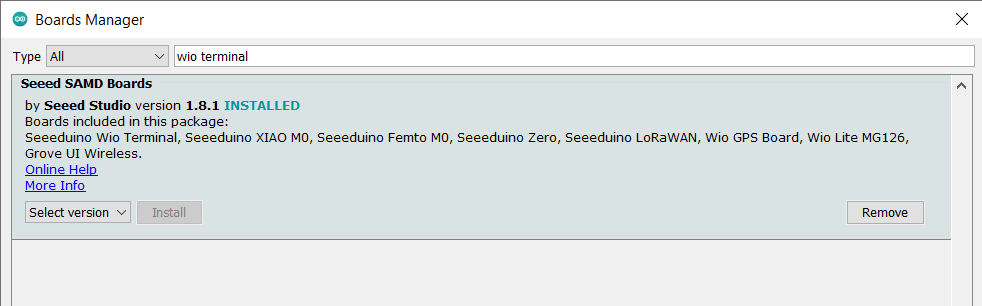 Boards Manager
Type All wio terminal
Seeed SAMD Boards
by Seeed Studio version 1.8.1 INSTALLED
Boards included in this package:
Seeeduino Wio Terminal, Seeeduino XIAO M0, Seeeduino Femto M0, Seeeduino Zero, Seeeduino LoRaWAN, Wio GPS Board, Wio Lite MG126,
Grove UI Wireless.
Online Help
More Info
Select version Install Remove